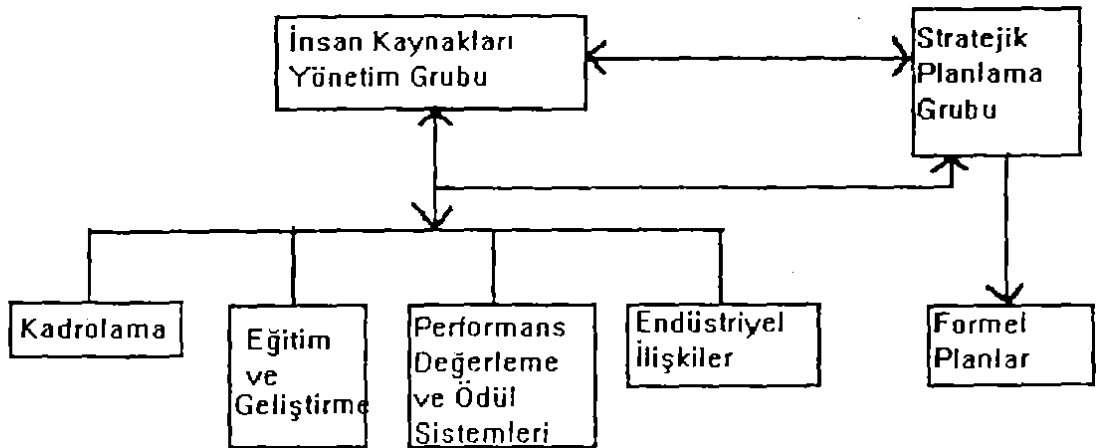 İnsan Kaynakları
Yönetim Grubu
Stratejik
Planlama
Grubu
Kadrolama
Eğitim
ve
Geliştirme
Performans
Değerleme
ve Ödül
Sistemleri
Endüstriyel
İlişkiler
Formel
Planlar